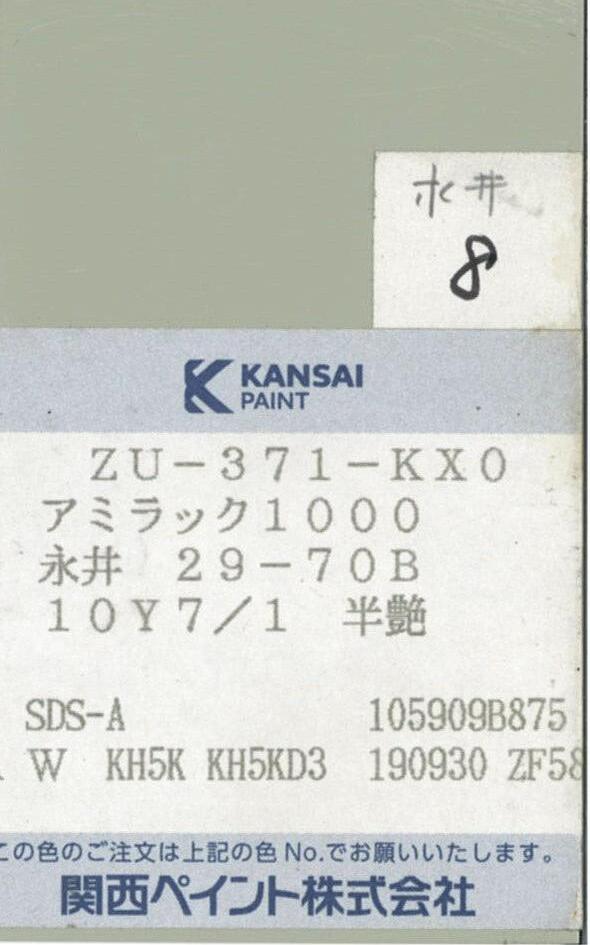 永井
8
KANSAI
PAINT
ZU-371-KX0
アミラック1000
永井 29-70B
10Y7/1 半艶
SDS-A 105909B875
W KH5K KH5KD3 190930 ZF58
この色のご注文は上記の色No.でお願いいたします。
関西ペイント株式会社